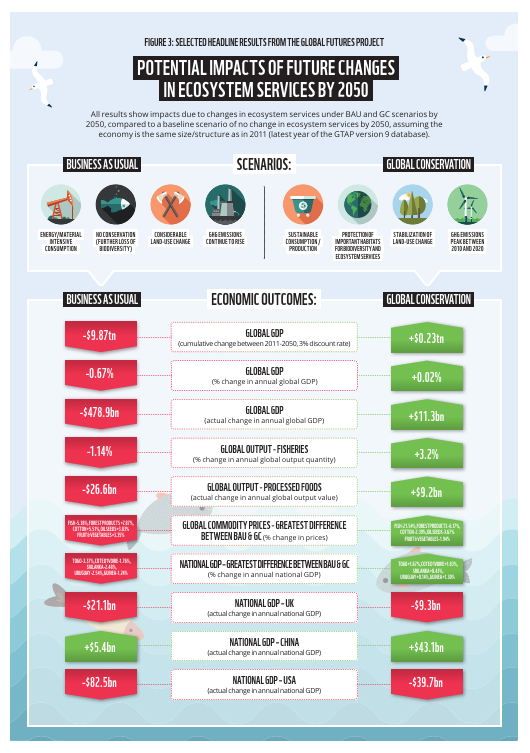 FIGURE 3: SELECTED HEADLINE RESULTS FROM THE GLOBAL FUTURES PROJECT
POTENTIAL IMPACTS OF FUTURE CHANGES
IN ECOSYSTEM SERVICES BY 2050
All results show impacts due to changes in ecosystem services under BAU and GC scenarios by
2050, compared to a baseline scenario of no change in ecosystem services by 2050, assuming the
economy is the same size/structure as in 2011 (latest year of the GTAP version 9 database).
BUSINESS AS USUAL
SCENARIOS:
GLOBAL CONSERVATION
ENERGY/MATERIAL
INTENSIVE
CONSUMPTION
NO CONSERVATION
(FURTHER LOSS OF
BIODIVERSITY)
CONSIDERABLE
LAND-USE CHANGE
GHG EMISSIONS
CONTINUE TO RISE
SUSTAINABLE
CONSUMPTION /
PRODUCTION
PROTECTION OF
IMPORTANT HABITATS
FOR BIODIVERSITY AND
ECOSYSTEM SERVICES
STABILIZATION OF
LAND-USE CHANGE
GHG EMISSIONS
PEAK BETWEEN
2010 AND 2020
BUSINESS AS USUAL
ECONOMIC OUTCOMES:
GLOBAL CONSERVATION
-$9.87tn
GLOBAL GDP
(cumulative change between 2011-2050, 3% discount rate)
+$0.23tn
-0.67%
GLOBAL GDP
(% change in annual global GDP)
+0.02%
-$478.9bn
GLOBAL GDP
(actual change in annual global GDP)
+$11.3bn
-1.14%
GLOBAL OUTPUT - FISHERIES
(% change in annual global output quantity)
+3.2%
-$26.6bn
GLOBAL OUTPUT - PROCESSED FOODS
(actual change in annual global output value)
+$9.2bn
GLOBAL COMMODITY PRICES - GREATEST DIFFERENCE
BETWEEN BAU & GC (% change in prices)
NATIONAL GDP - GREATEST DIFFERENCE BETWEEN BAU & GC
(% change in annual national GDP)
-$21.1bn
NATIONAL GDP - UK
(actual change in annual national GDP)
-$9.3bn
+$5.4bn
NATIONAL GDP - CHINA
(actual change in annual national GDP)
+$43.1bn
-$82.5bn
NATIONAL GDP - USA
(actual change in annual national GDP)
-$39.7bn